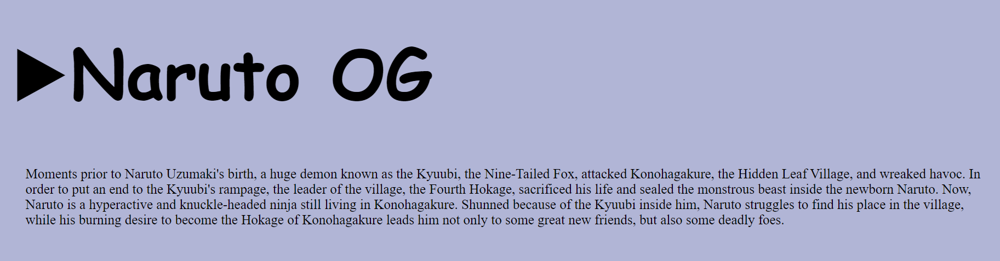 Naruto OG
Moments prior to Naruto Uzumaki's birth, a huge demon known as the Kyuubi, the Nine-Tailed Fox, attacked Konohagakure, the Hidden Leaf Village, and wreaked havoc. In
order to put an end to the Kyuubi's rampage, the leader of the village, the Fourth Hokage, sacrificed his life and sealed the monstrous beast inside the newborn Naruto. Now,
Naruto is a hyperactive and knuckle-headed ninja still living in Konohagakure. Shunned because of the Kyuubi inside him, Naruto struggles to find his place in the village,
while his burning desire to become the Hokage of Konohagakure leads him not only to some great new friends, but also some deadly foes.